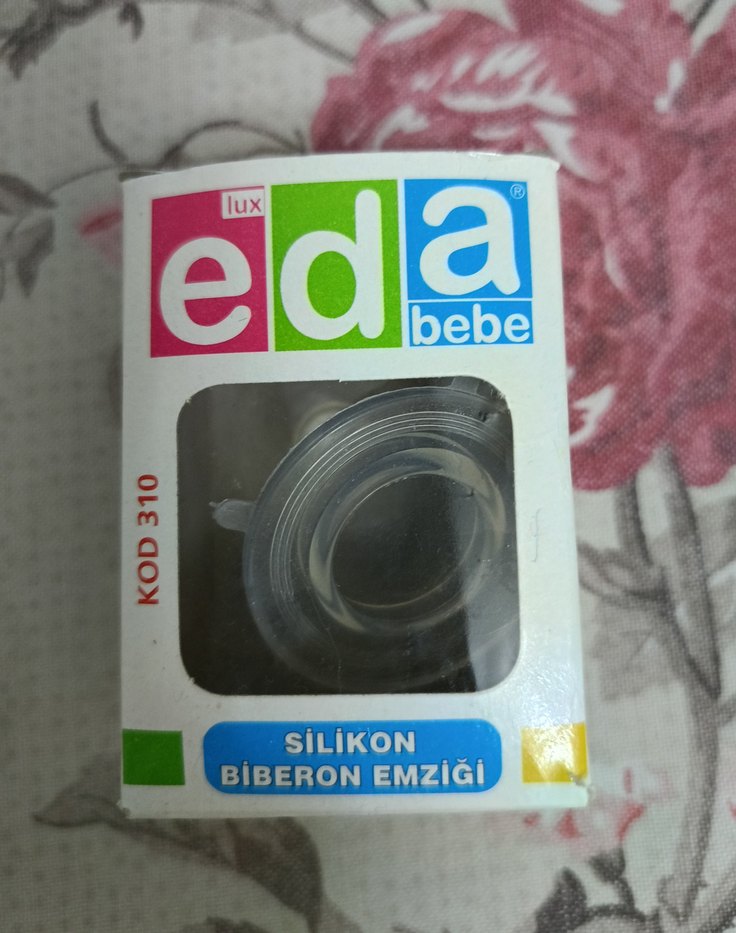 lux
eda®
bebe
KOD 310
SİLİKON
BİBERON EMZİĞİ